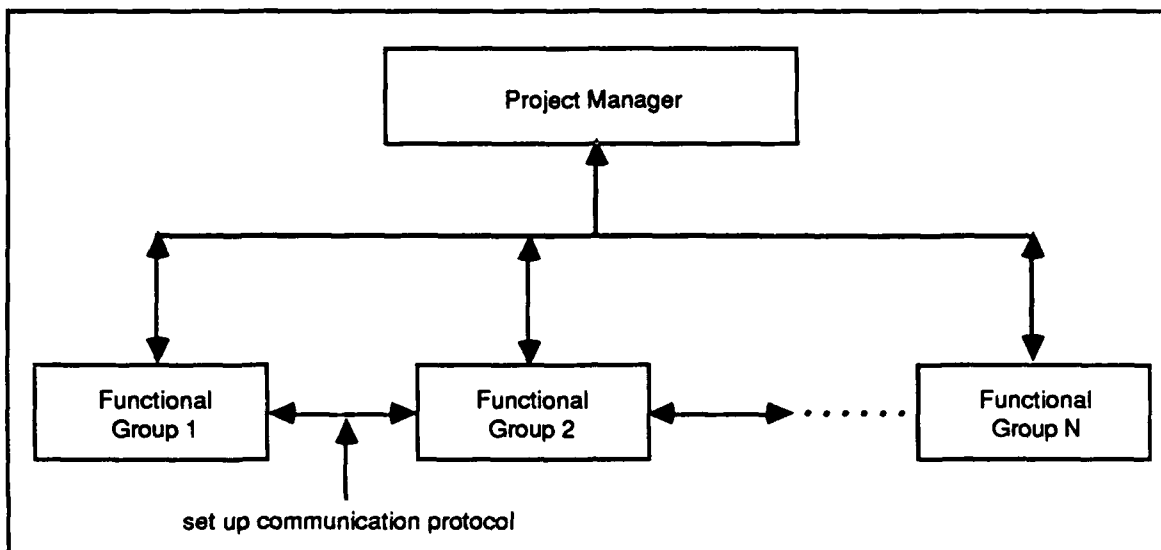 Project Manager
Functional
Group 1
Functional
Group 2
Functional
Group N
set up communication protocol